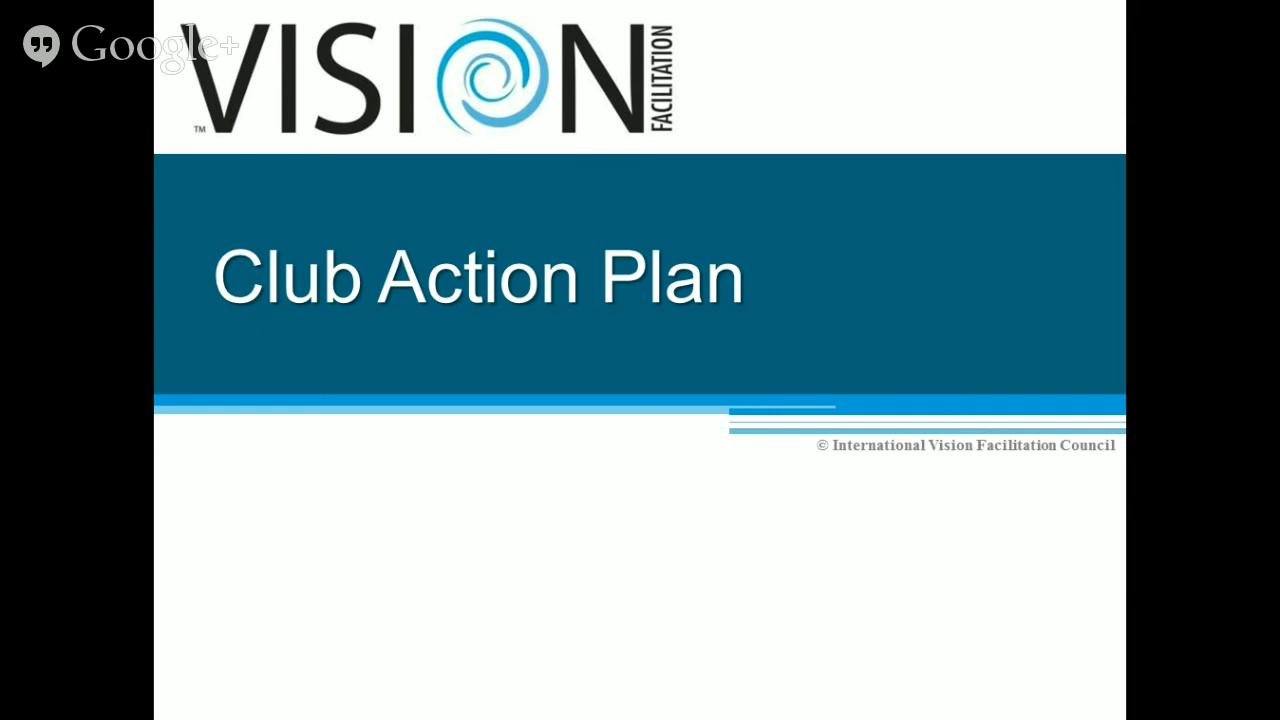 Google+
VISION
FACILITATION
TM
Club Action Plan
© International Vision Facilitation Council